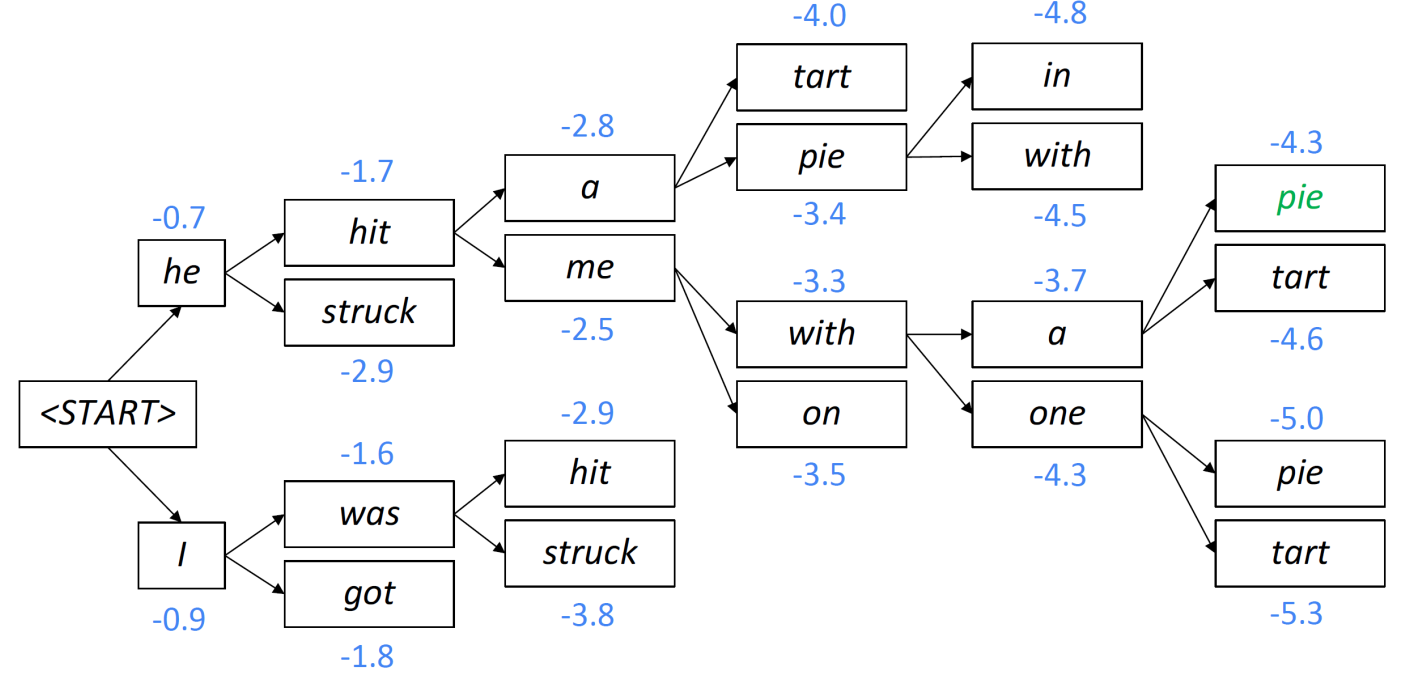 -4.0
-4.8
tart
in
-2.8
-4.3
-1.7
pie
with
a
pie
-0.7
hit
-3.4
-4.5
he
me
-3.3
-3.7
tart
struck
-2.5
with
a
-4.6
-2.9
<START>
-2.9
on
one
-5.0
-1.6
hit
-3.5
-4.3
pie
was
I
struck
tart
got
-0.9
-3.8
-5.3
-1.8